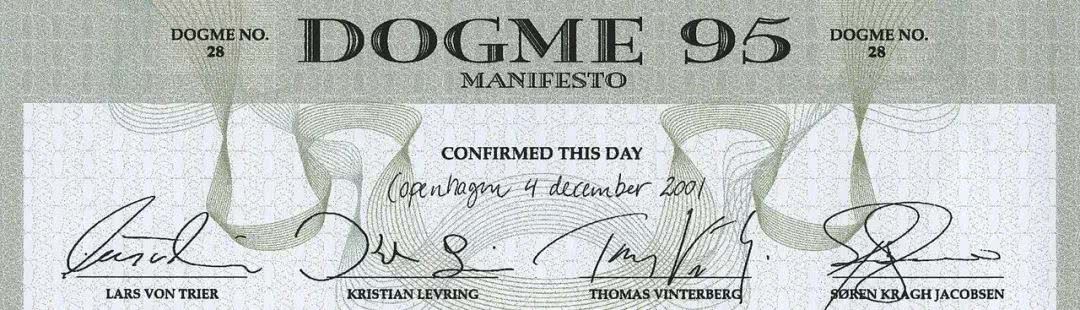 DOGME NO. 28
DOGME 95
DOGME NO. 28
MANIFESTO
CONFIRMED THIS DAY
Copenhagen 4 december 2001
LARS VON TRIER
KRISTIAN LEVRING
THOMAS VINTERBERG
SØREN KRAGH JACOBSEN